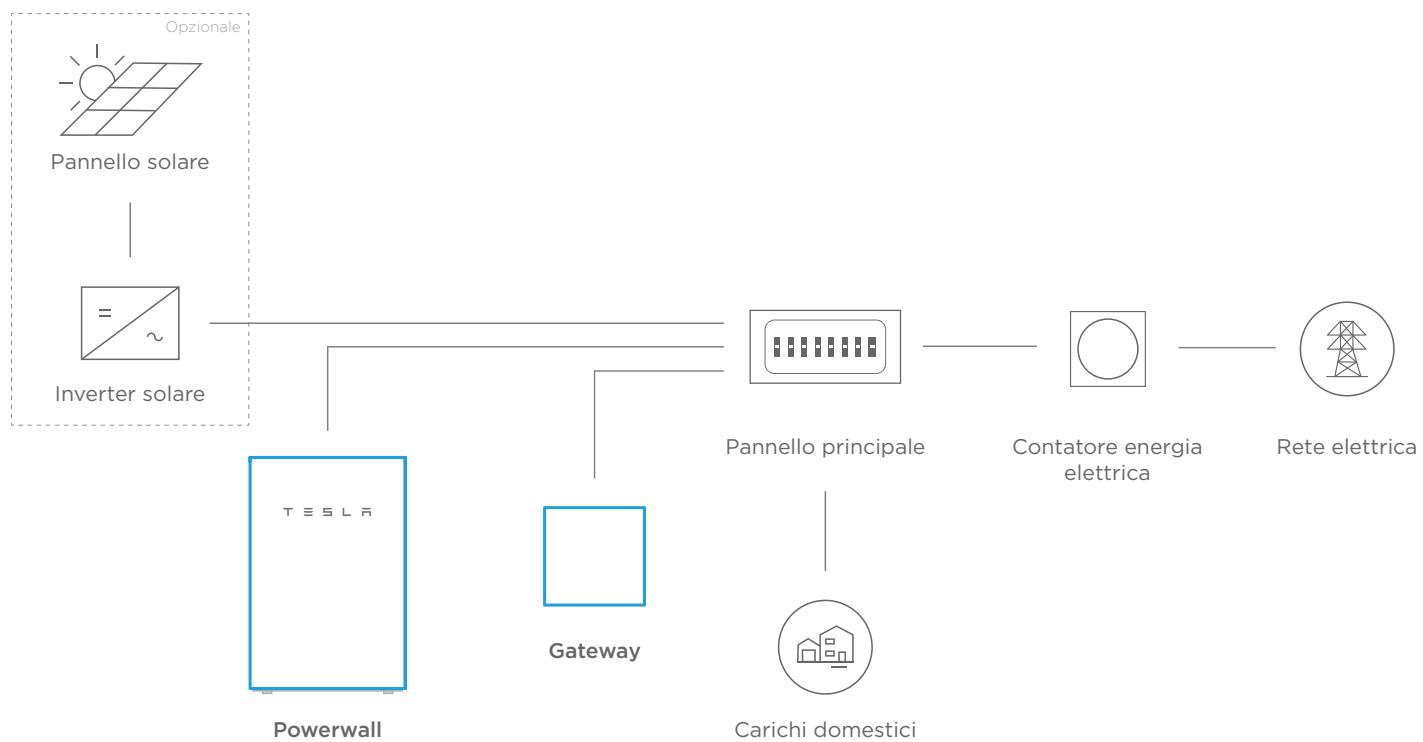 Opzionale
Pannello solare
Inverter solare
TESLA
Powerwall
Gateway
Pannello principale
Carichi domestici
Contatore energia
elettrica
Rete elettrica